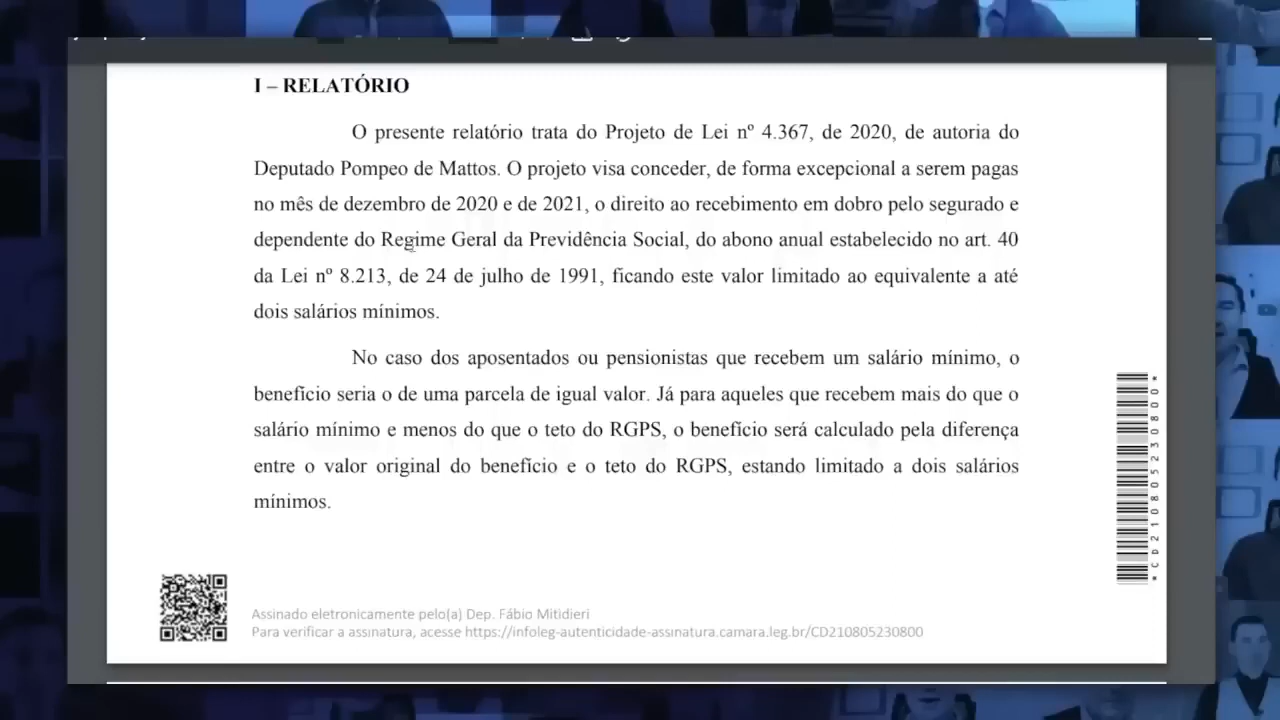 I – RELATÓRIO
O presente relatório trata do Projeto de Lei nº 4.367, de 2020, de autoria do
Deputado Pompeo de Mattos. O projeto visa conceder, de forma excepcional a serem pagas
no mês de dezembro de 2020 e de 2021, o direito ao recebimento em dobro pelo segurado e
dependente do Regime Geral da Previdência Social, do abono anual estabelecido no art. 40
da Lei nº 8.213, de 24 de julho de 1991, ficando este valor limitado ao equivalente a até
dois salários mínimos.
No caso dos aposentados ou pensionistas que recebem um salário mínimo, o
benefício seria o de uma parcela de igual valor. Já para aqueles que recebem mais do que o
salário mínimo e menos do que o teto do RGPS, o benefício será calculado pela diferença
entre o valor original do benefício e o teto do RGPS, estando limitado a dois salários
mínimos.
*CD210805230800*
Assinado eletronicamente pelo(a) Dep. Fábio Mitidieri
Para verificar a assinatura, acesse https://infoleg-autenticidade-assinatura.camara.leg.br/CD210805230800